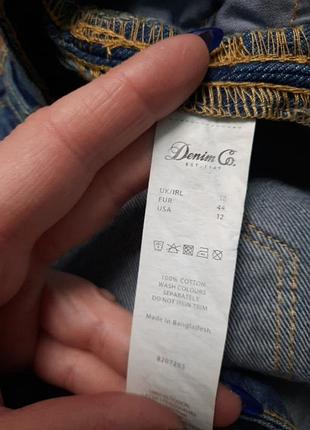 Denim Co.
EST. 1969
UK/IRL 16
EUR 44
USA 12
100% COTTON
WASH COLOURS
SEPARATELY
DO NOT IRON TRIM
Made in Bangladesh